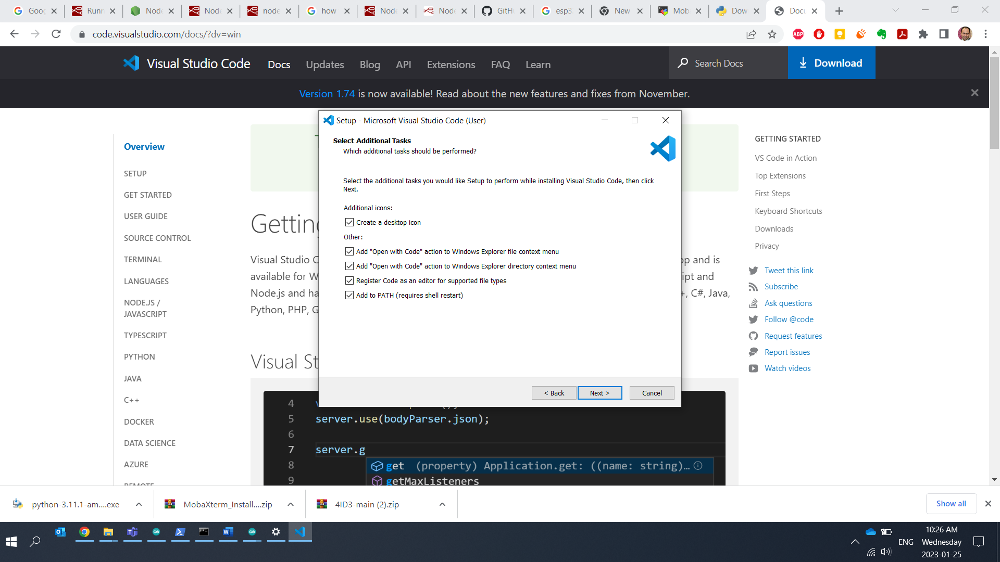 Goog
Runn
Node
Node
node
how
Node
Node
GitH
esp3
New
Mob
Dow
Docu
code.visualstudio.com/docs/?dv=win
ABP
Visual Studio Code
Docs
Updates
Blog
API
Extensions
FAQ
Learn
Search Docs
Download
Version 1.74 is now available! Read about the new features and fixes from November.
Overview
SETUP
GET STARTED
USER GUIDE
SOURCE CONTROL
TERMINAL
LANGUAGES
NODE.JS /
JAVASCRIPT
TYPESCRIPT
PYTHON
JAVA
C++
DOCKER
DATA SCIENCE
AZURE
REMOTE
Getting
Visual Studio C
op and is
available for W
ript and
Node.js and ha
+, C#, Java,
Python, PHP, G
Visual St
Setup - Microsoft Visual Studio Code (User)
Select Additional Tasks
Which additional tasks should be performed?
Select the additional tasks you would like Setup to perform while installing Visual Studio Code, then click
Next.
Additional icons:
Create a desktop icon
Other:
Add "Open with Code" action to Windows Explorer file context menu
Add "Open with Code" action to Windows Explorer directory context menu
Register Code as an editor for supported file types
Add to PATH (requires shell restart)
< Back
Next >
Cancel
4
5 server.use(bodyParser.json);
6
7 server.g
8 get (property) Application.get: ((name: string)...
9 getMaxListeners
GETTING STARTED
VS Code in Action
Top Extensions
First Steps
Keyboard Shortcuts
Downloads
Privacy
Tweet this link
Subscribe
Ask questions
Follow @code
Request features
Report issues
Watch videos
python-3.11.1-am....exe
MobaXterm_Install....zip
4ID3-main (2).zip
Show all
ENG
10:26 AM
Wednesday
2023-01-25